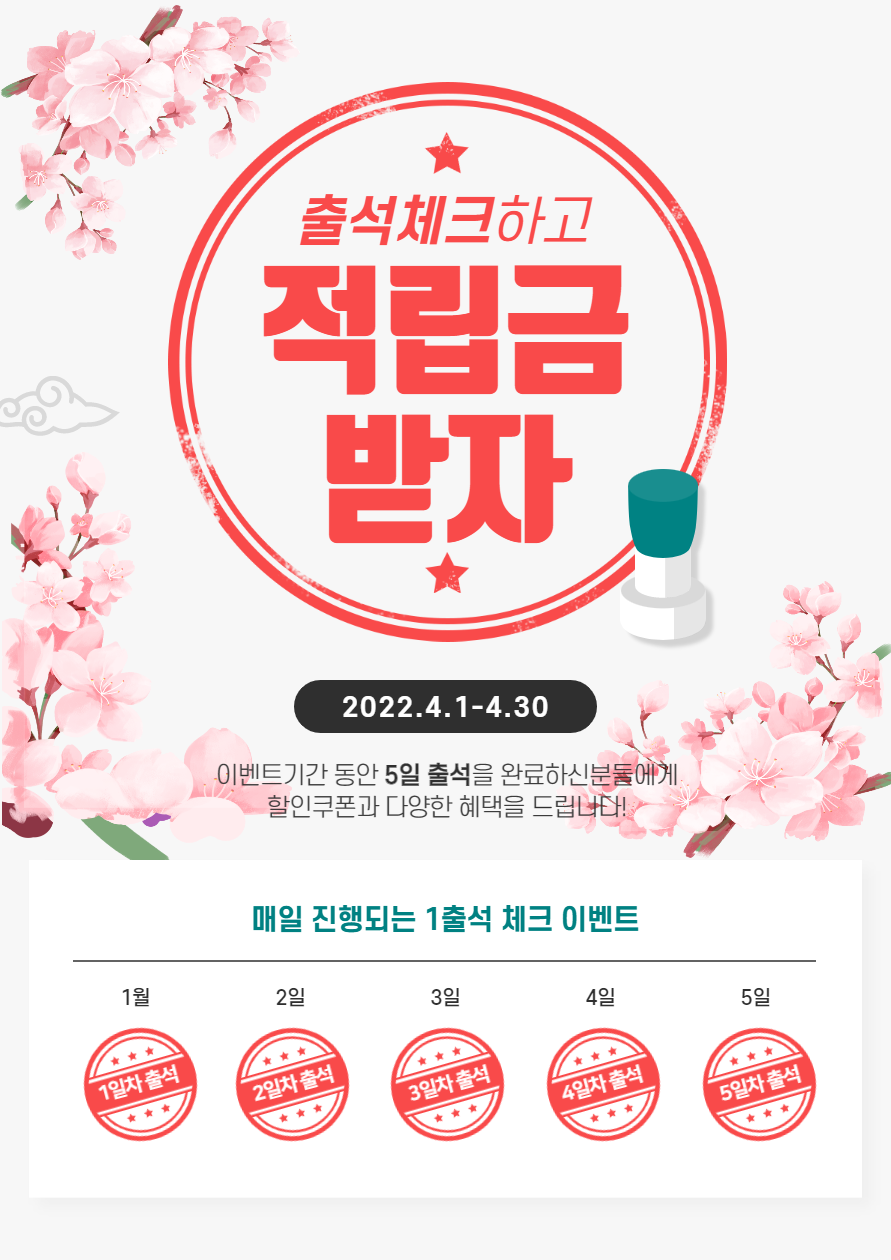 출석체크하고
적립금
받자
2022.4.1-4.30
이벤트기간 동안 5일 출석을 완료하신분들에게
할인쿠폰과 다양한 혜택을 드립니다!
매일 진행되는 1출석 체크 이벤트
1월 2일 3일 4일 5일
1일차 출석 2일차 출석 3일차 출석 4일차 출석 5일차 출석